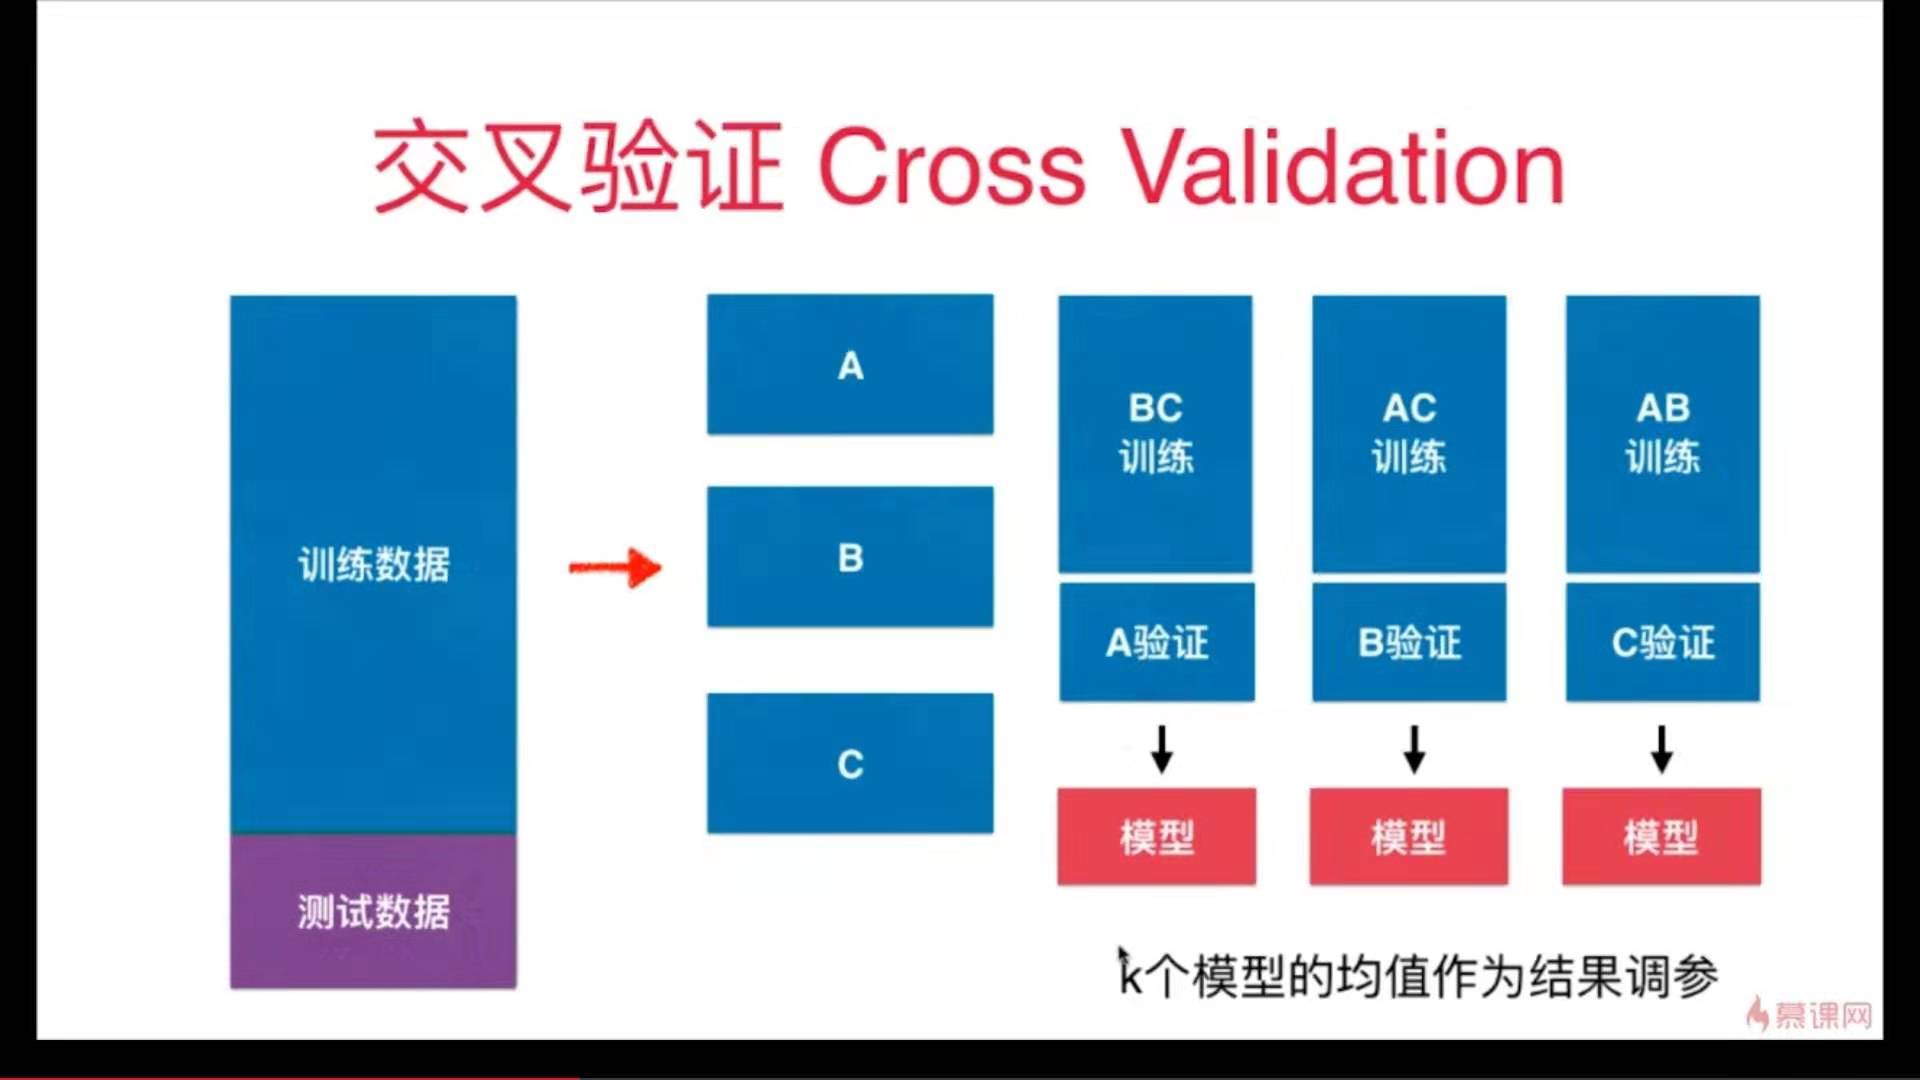 交叉验证 Cross Validation
训练数据
测试数据
A
B
C
BC
训练
A验证
模型
AC
训练
B验证
模型
AB
训练
C验证
模型
k个模型的均值作为结果调参
慕课网